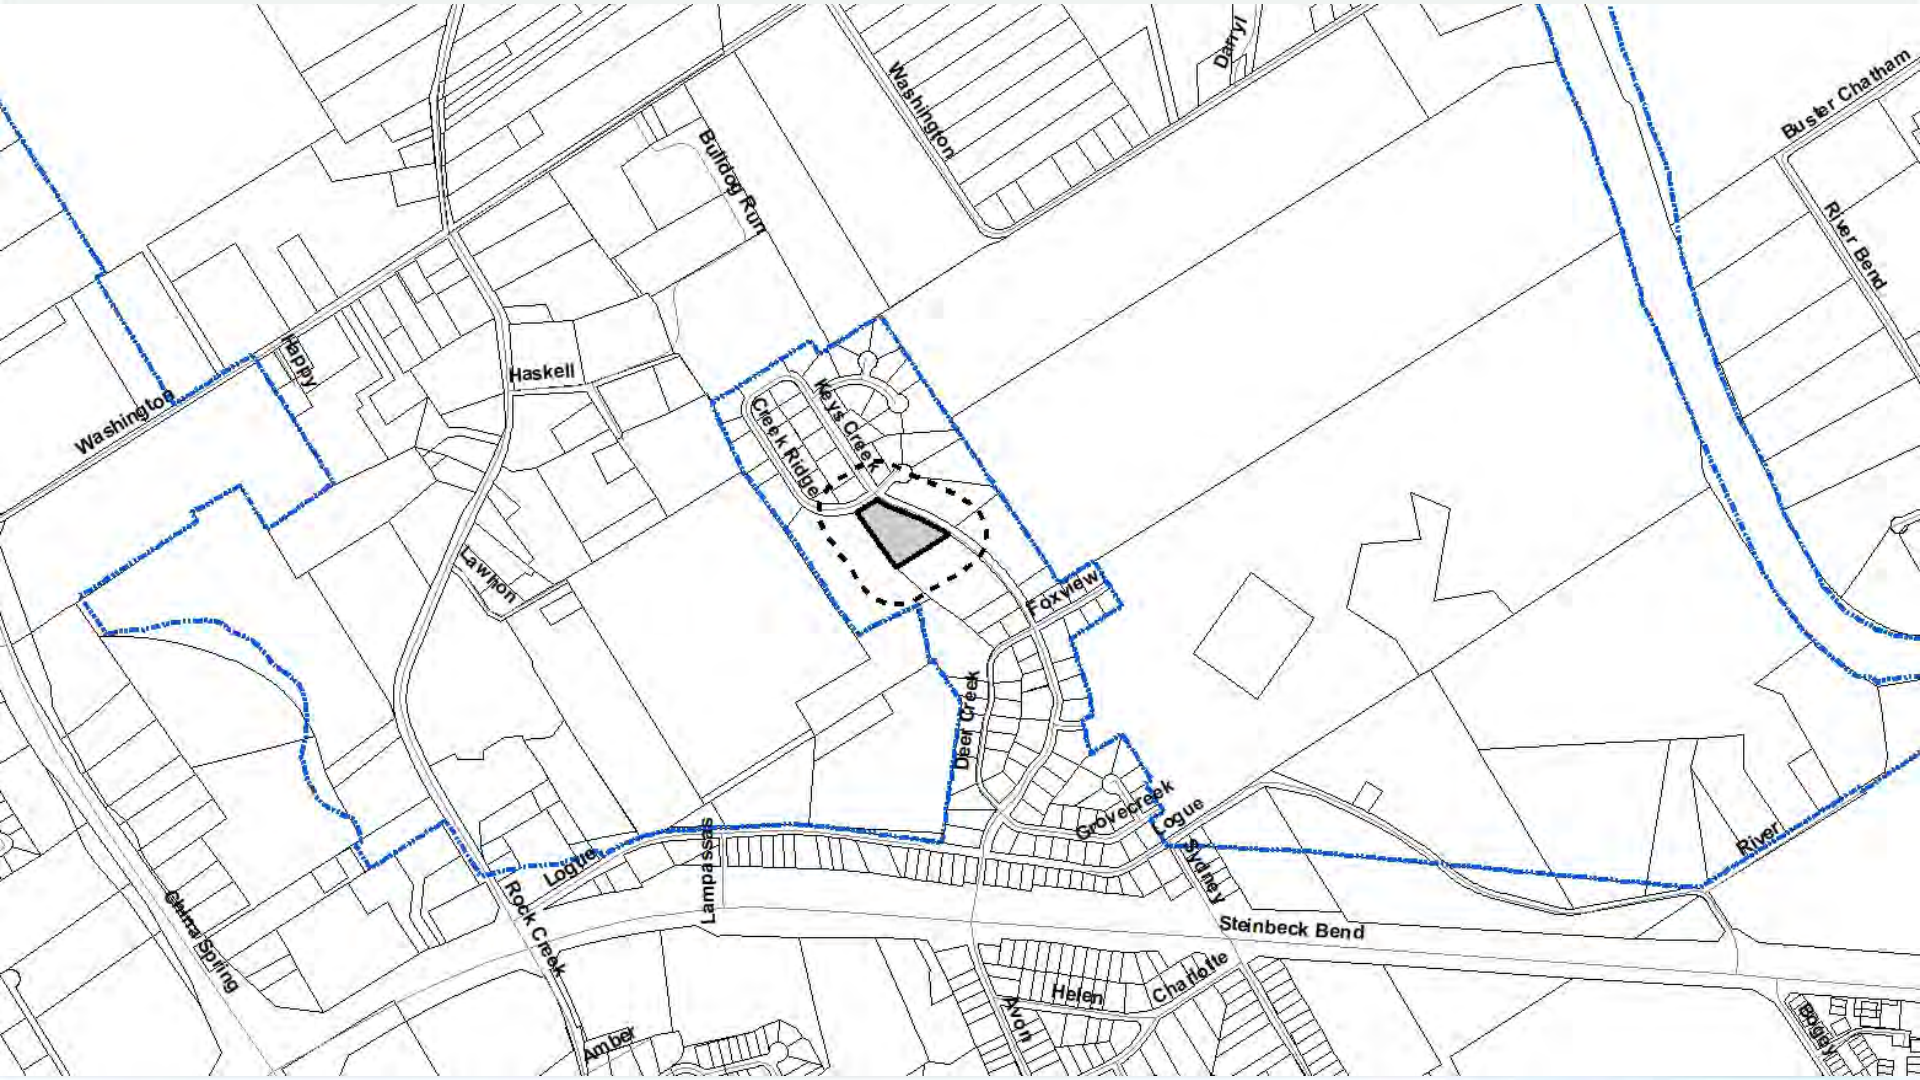 Darryl
Washington
Buster Chatham
Bulldog Run
River Bend
Happy
Haskell
Washington
Keys Creek
Creek Ridge
Lawhon
Foxview
Deer Creek
Grovecreek
Logue
River
Logue
Lampassas
Sydney
Rock Creek
China Spring
Steinbeck Bend
Charlotte
Helen
Avon
Amber
Bogey